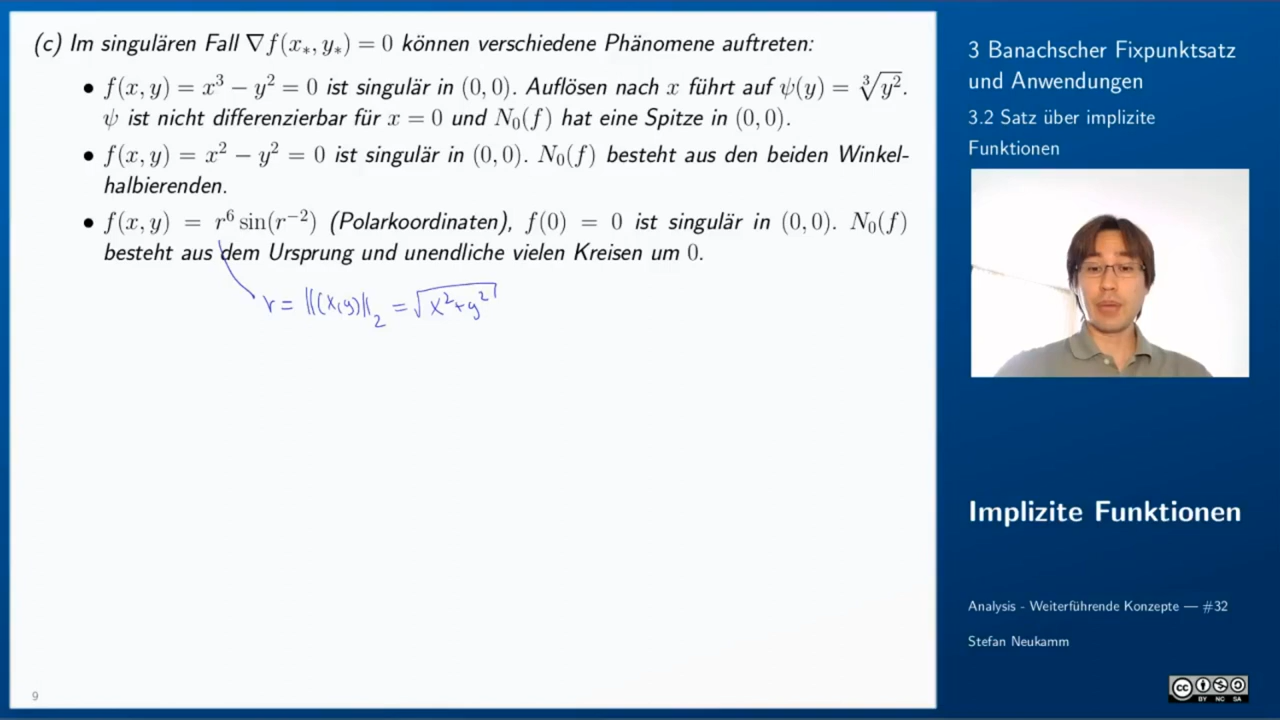 (c) Im singulären Fall ∇f(x∗, y∗) = 0 können verschiedene Phänomene auftreten:
• f(x, y) = x³ − y² = 0 ist singulär in (0, 0). Auflösen nach x führt auf ψ(y) = ∛y².
ψ ist nicht differenzierbar für x = 0 und N₀(f) hat eine Spitze in (0, 0).
• f(x, y) = x² − y² = 0 ist singulär in (0, 0). N₀(f) besteht aus den beiden Winkel-
halbierenden.
• f(x, y) = r⁶ sin(r⁻²) (Polarkoordinaten), f(0) = 0 ist singulär in (0, 0). N₀(f)
besteht aus dem Ursprung und unendliche vielen Kreisen um 0.
r = ||(x,y)||₂ = √(x²+y²)
9
3 Banachscher Fixpunktsatz
und Anwendungen
3.2 Satz über implizite
Funktionen
Implizite Funktionen
Analysis - Weiterführende Konzepte — #32
Stefan Neukamm
cc
BY NC SA